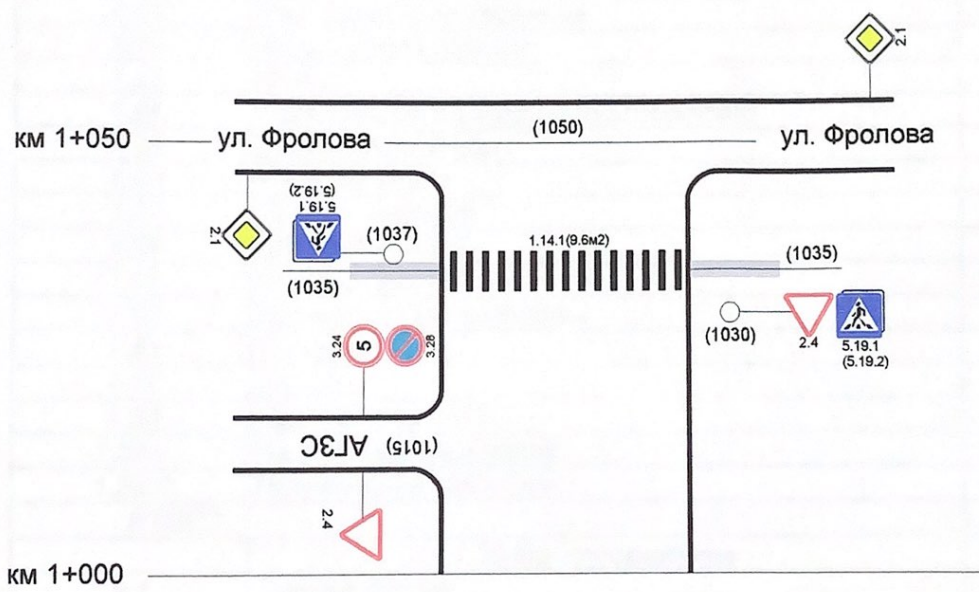 2.1
(1050)
км 1+050
ул. Фролова
ул. Фролова
5.19.1
(5.19.2)
2.1
(1037)
1.14.1(9.6м2)
(1035)
(1035)
(1030)
2.4
5.19.1
(5.19.2)
3.24
5
3.28
АГЗС
(1015)
2.4
км 1+000